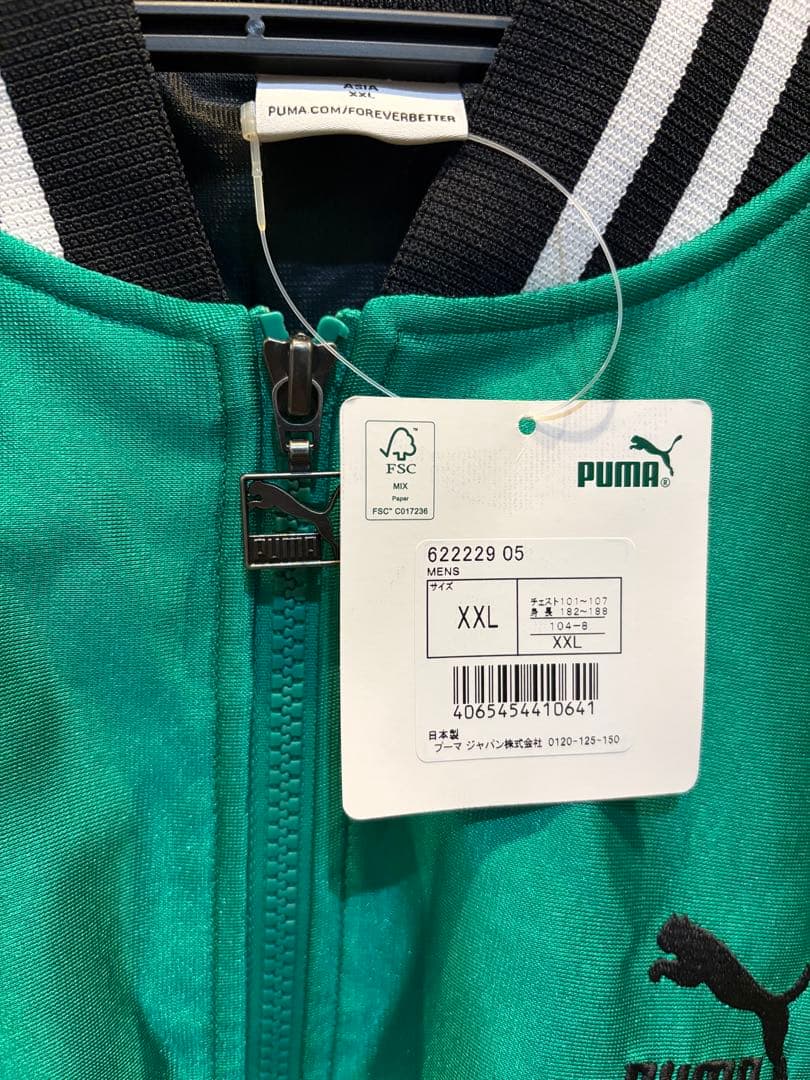 ASIA
XXL
PUMA.COM/FOREVERBETTER
PUMA
FSC™
MIX
Paper
FSC® C017236
PUMA®
622229 05
MENS
サイズ
XXL
チェスト101~107
身長 182~188
104-8
XXL
4065454410641
日本製
プーマ ジャパン株式会社 0120-125-150
PUMA